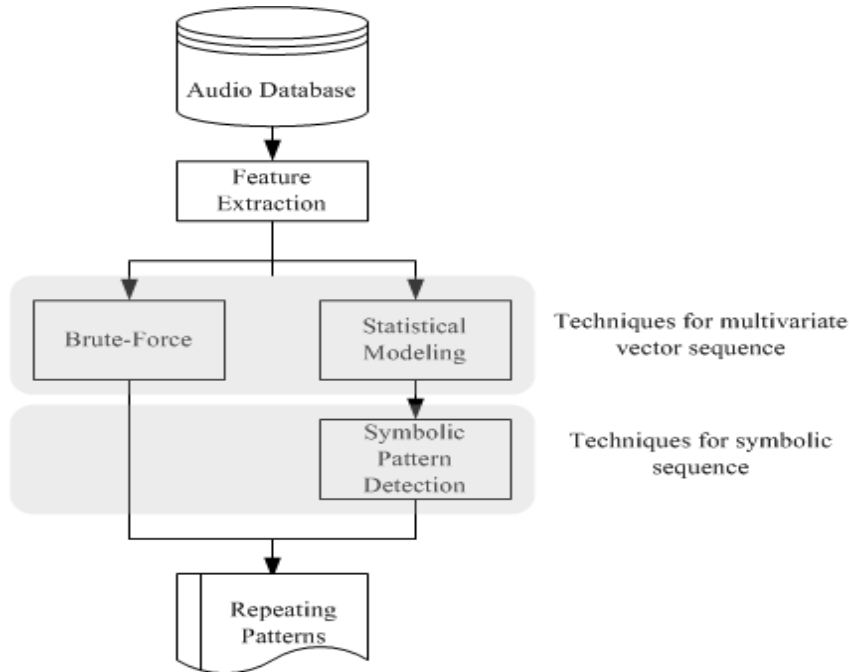 Audio Database
Feature
Extraction
Brute-Force
Statistical
Modeling
Techniques for multivariate
vector sequence
Symbolic
Pattern
Detection
Techniques for symbolic
sequence
Repeating
Patterns